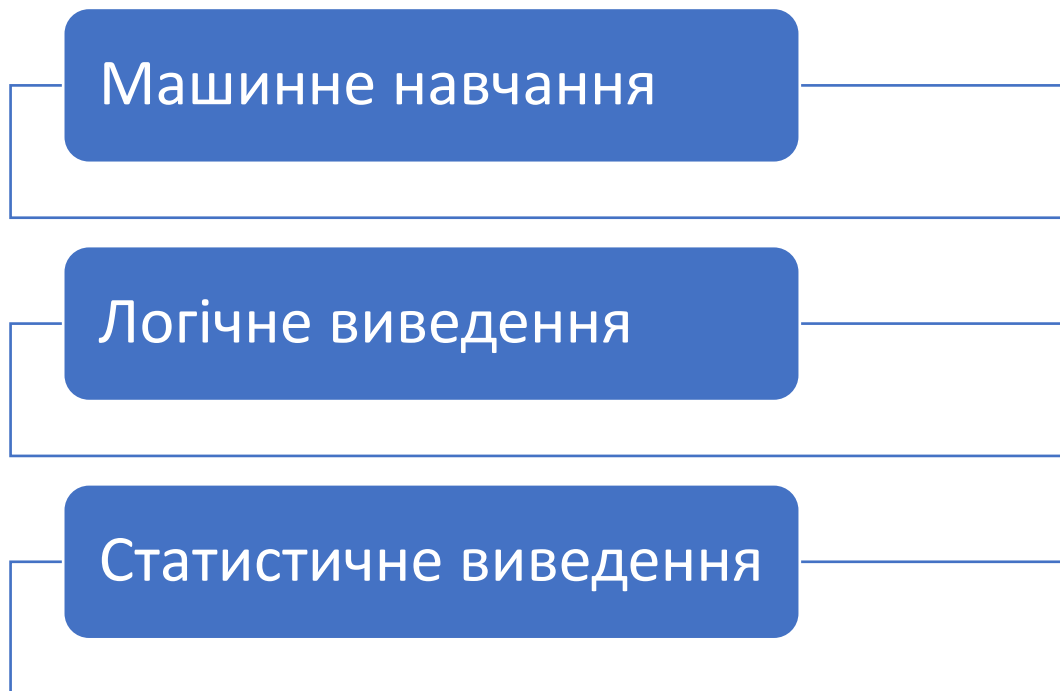 Машинне навчання
Логічне виведення
Статистичне виведення